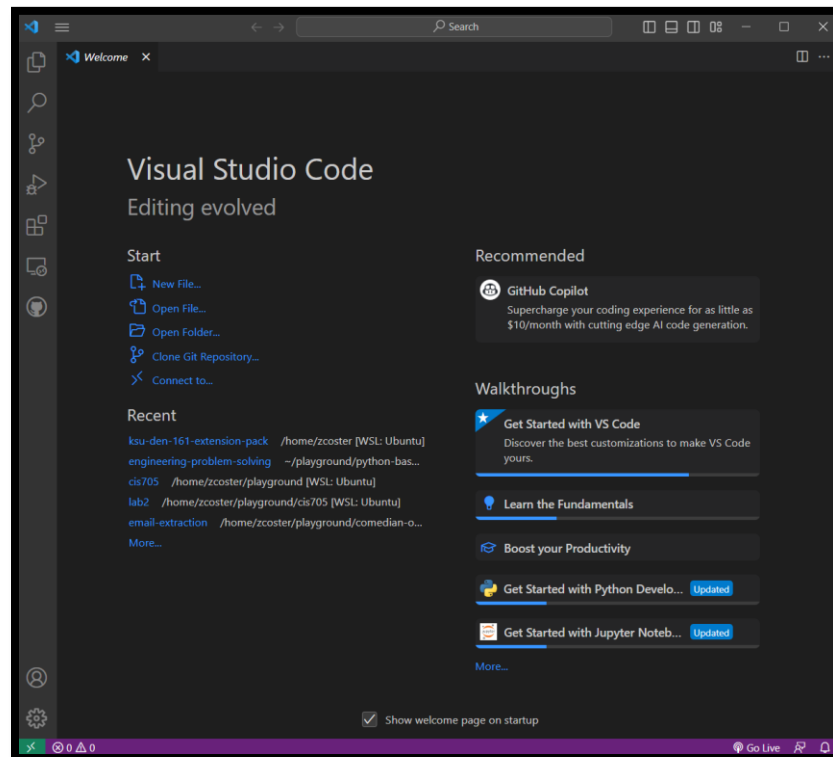 Search
Welcome
Visual Studio Code
Editing evolved
Start
New File...
Open File...
Open Folder...
Clone Git Repository...
Connect to...
Recent
ksu-den-161-extension-pack /home/zcoster [WSL: Ubuntu]
engineering-problem-solving ~/playground/python-bas...
cis705 /home/zcoster/playground [WSL: Ubuntu]
lab2 /home/zcoster/playground/cis705 [WSL: Ubuntu]
email-extraction /home/zcoster/playground/comedian-o...
More...
Recommended
GitHub Copilot
Supercharge your coding experience for as little as
$10/month with cutting edge AI code generation.
Walkthroughs
Get Started with VS Code
Discover the best customizations to make VS Code
yours.
Learn the Fundamentals
Boost your Productivity
Get Started with Python Develo... Updated
Get Started with Jupyter Noteb... Updated
More...
Show welcome page on startup
0 0 Go Live